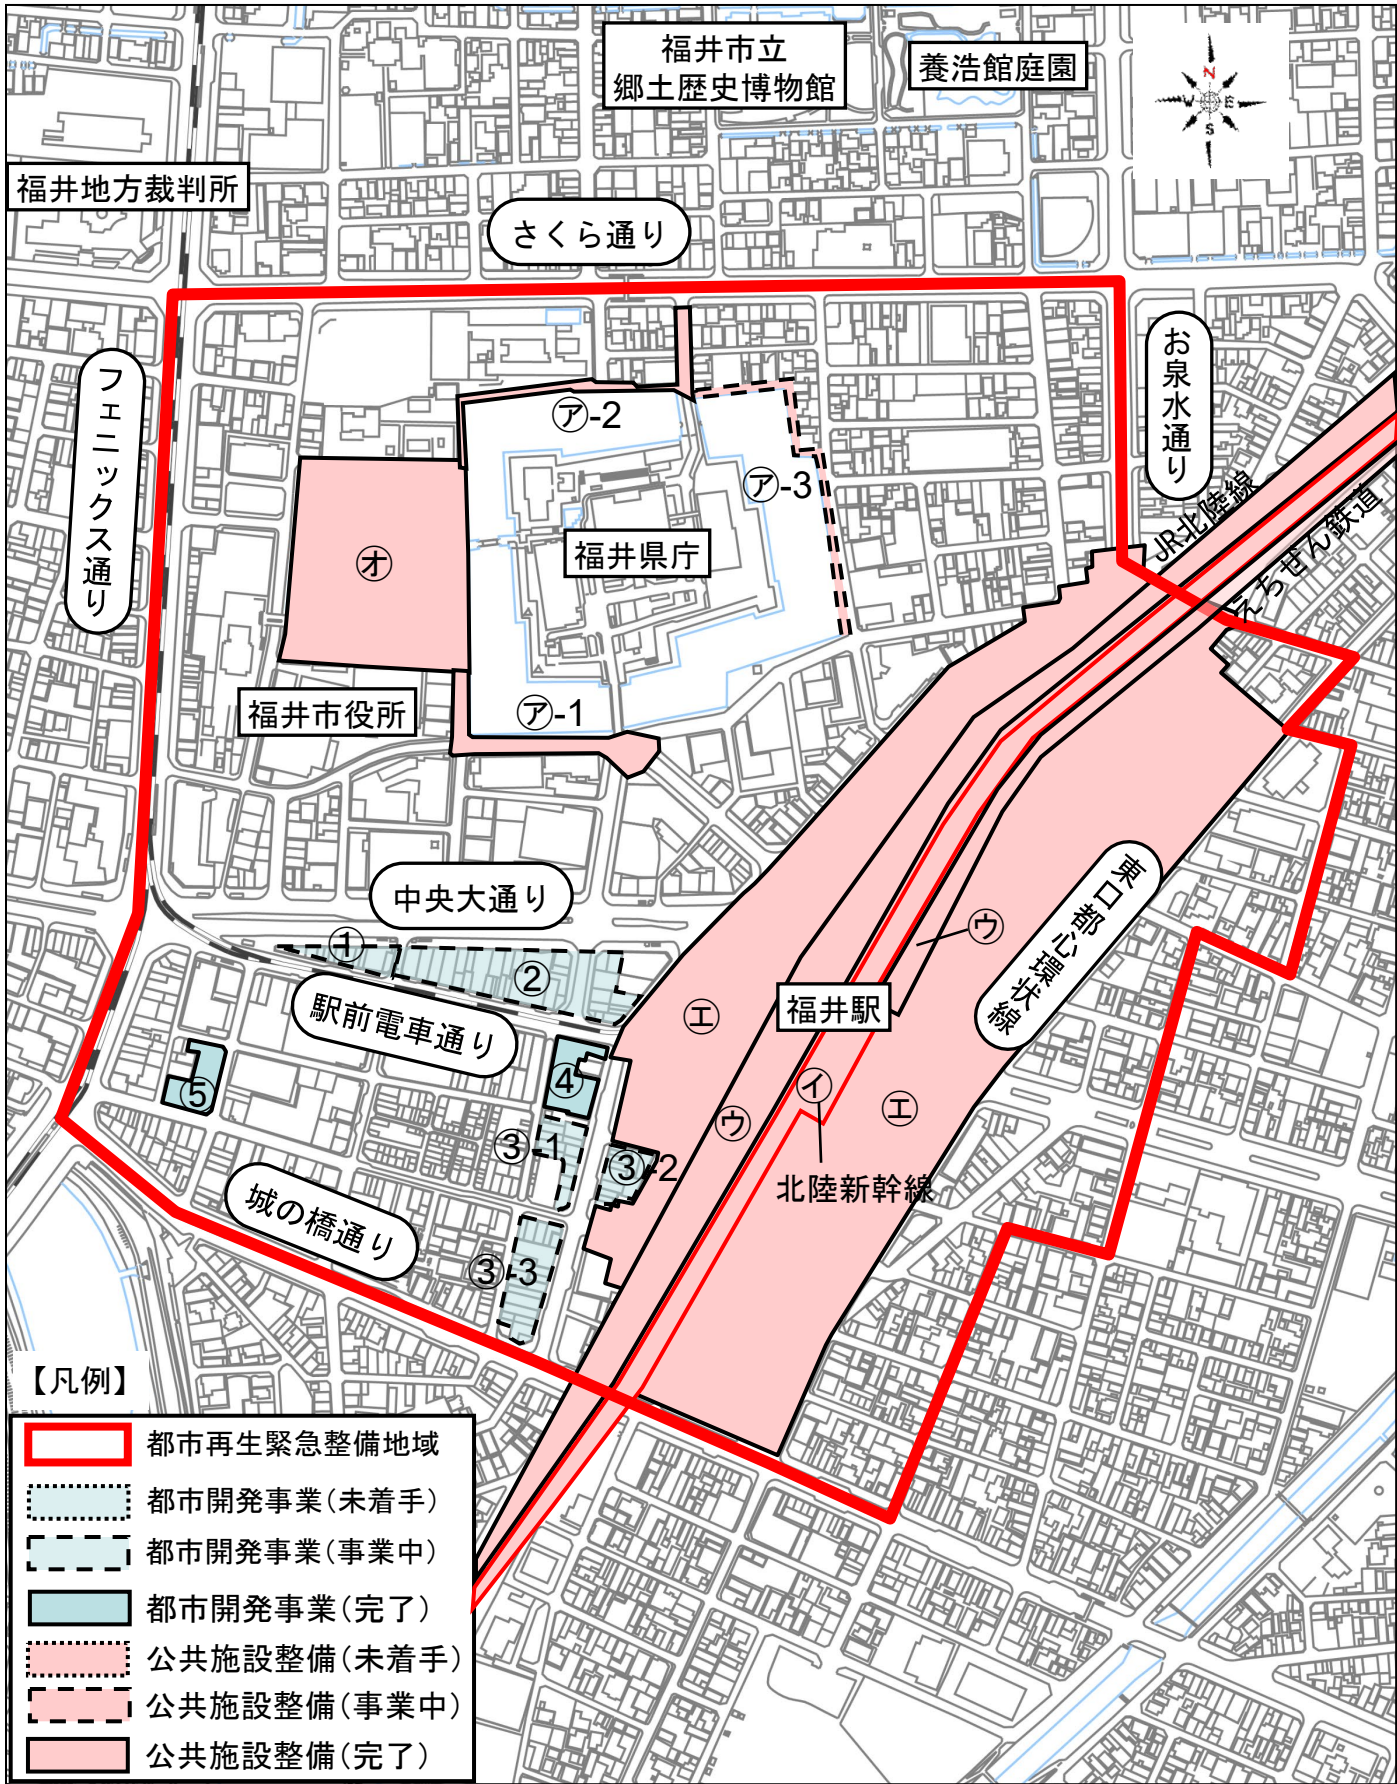 福井市立
郷土歴史博物館
養浩館庭園
N
W
E
S
福井地方裁判所
さくら通り
お泉水通り
フェニックス通り
㋐-2
㋐-3
JR北陸線
えちぜん鉄道
福井県庁
㋔
㋐-1
福井市役所
中央大通り
東口都心環状線
①
②
㋒
駅前電車通り
㋓
福井駅
④
⑤
㋑
㋒
㋓
③-1
③-2
北陸新幹線
城の橋通り
③-3
【凡例】
都市再生緊急整備地域
都市開発事業(未着手)
都市開発事業(事業中)
都市開発事業(完了)
公共施設整備(未着手)
公共施設整備(事業中)
公共施設整備(完了)